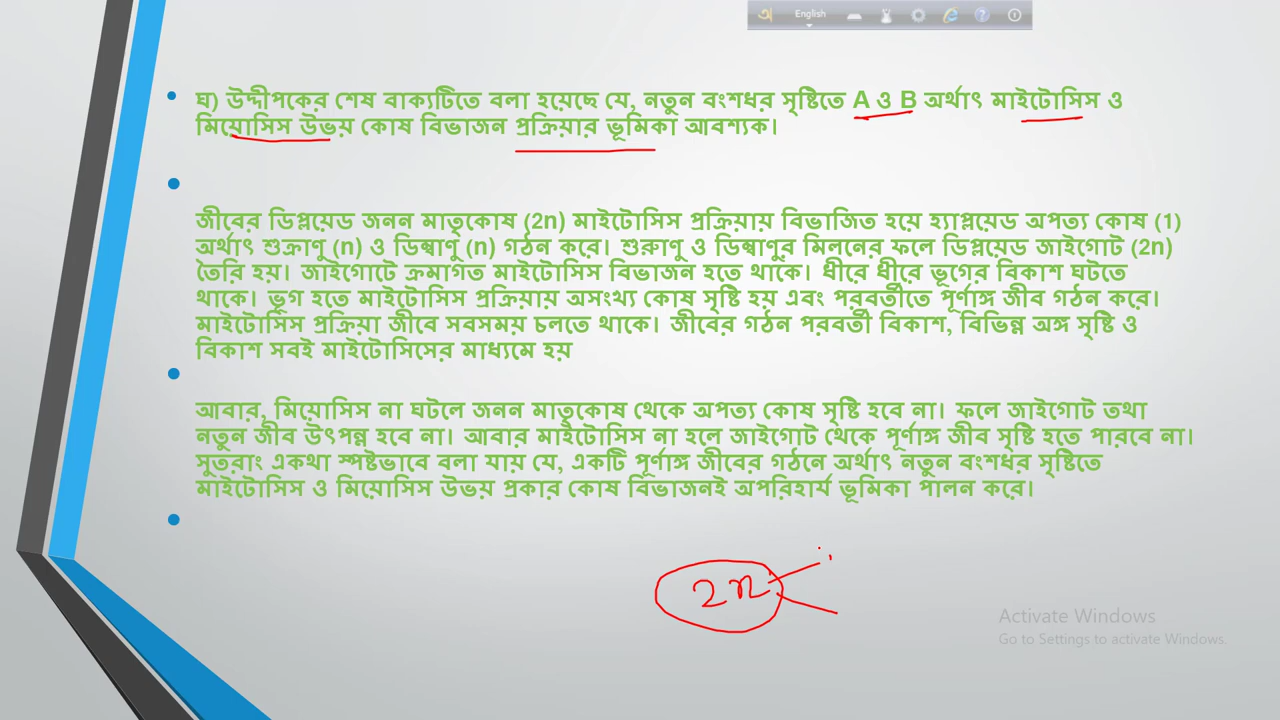 English
ঘ) উদ্দীপকের শেষ বাক্যটিতে বলা হয়েছে যে, নতুন বংশধর সৃষ্টিতে A ও B অর্থাৎ মাইটোসিস ও
মিয়োসিস উভয় কোষ বিভাজন প্রক্রিয়ার ভূমিকা আবশ্যক।
জীবের ডিপ্লয়েড জনন মাতৃকোষ (2n) মাইটোসিস প্রক্রিয়ায় বিভাজিত হয়ে হ্যাপ্লয়েড অপত্য কোষ (1)
অর্থাৎ শুক্রাণু (n) ও ডিম্বাণু (n) গঠন করে। শুরুাণু ও ডিম্বাণুর মিলনের ফলে ডিপ্লয়েড জাইগোট (2n)
তৈরি হয়। জাইগোটে ক্রমাগত মাইটোসিস বিভাজন হতে থাকে। ধীরে ধীরে ভূগের বিকাশ ঘটতে
থাকে। ভূগ হতে মাইটোসিস প্রক্রিয়ায় অসংখ্য কোষ সৃষ্টি হয় এবং পরবর্তীতে পূর্ণাঙ্গ জীব গঠন করে।
মাইটোসিস প্রক্রিয়া জীবে সবসময় চলতে থাকে। জীবের গঠন পরবর্তী বিকাশ, বিভিন্ন অঙ্গ সৃষ্টি ও
বিকাশ সবই মাইটোসিসের মাধ্যমে হয়
আবার, মিয়োসিস না ঘটলে জনন মাতৃকোষ থেকে অপত্য কোষ সৃষ্টি হবে না। ফলে জাইগোট তথা
নতুন জীব উৎপন্ন হবে না। আবার মাইটোসিস না হলে জাইগোট থেকে পূর্ণাঙ্গ জীব সৃষ্টি হতে পারবে না।
সুতরাং একথা স্পষ্টভাবে বলা যায় যে, একটি পূর্ণাঙ্গ জীবের গঠনে অর্থাৎ নতুন বংশধর সৃষ্টিতে
মাইটোসিস ও মিয়োসিস উভয় প্রকার কোষ বিভাজনই অপরিহার্য ভূমিকা পালন করে।
2n
Activate Windows
Go to Settings to activate Windows.